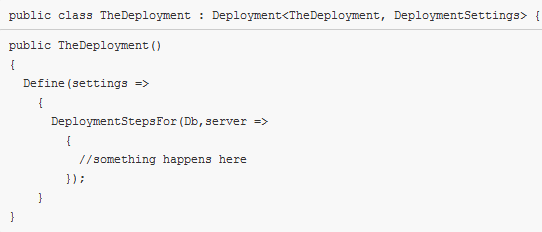 public class TheDeployment : Deployment<TheDeployment, DeploymentSettings> {
public TheDeployment()
{
  Define(settings =>
    {
      DeploymentStepsFor(Db,server =>
        {
          //something happens here
        });
    }
}